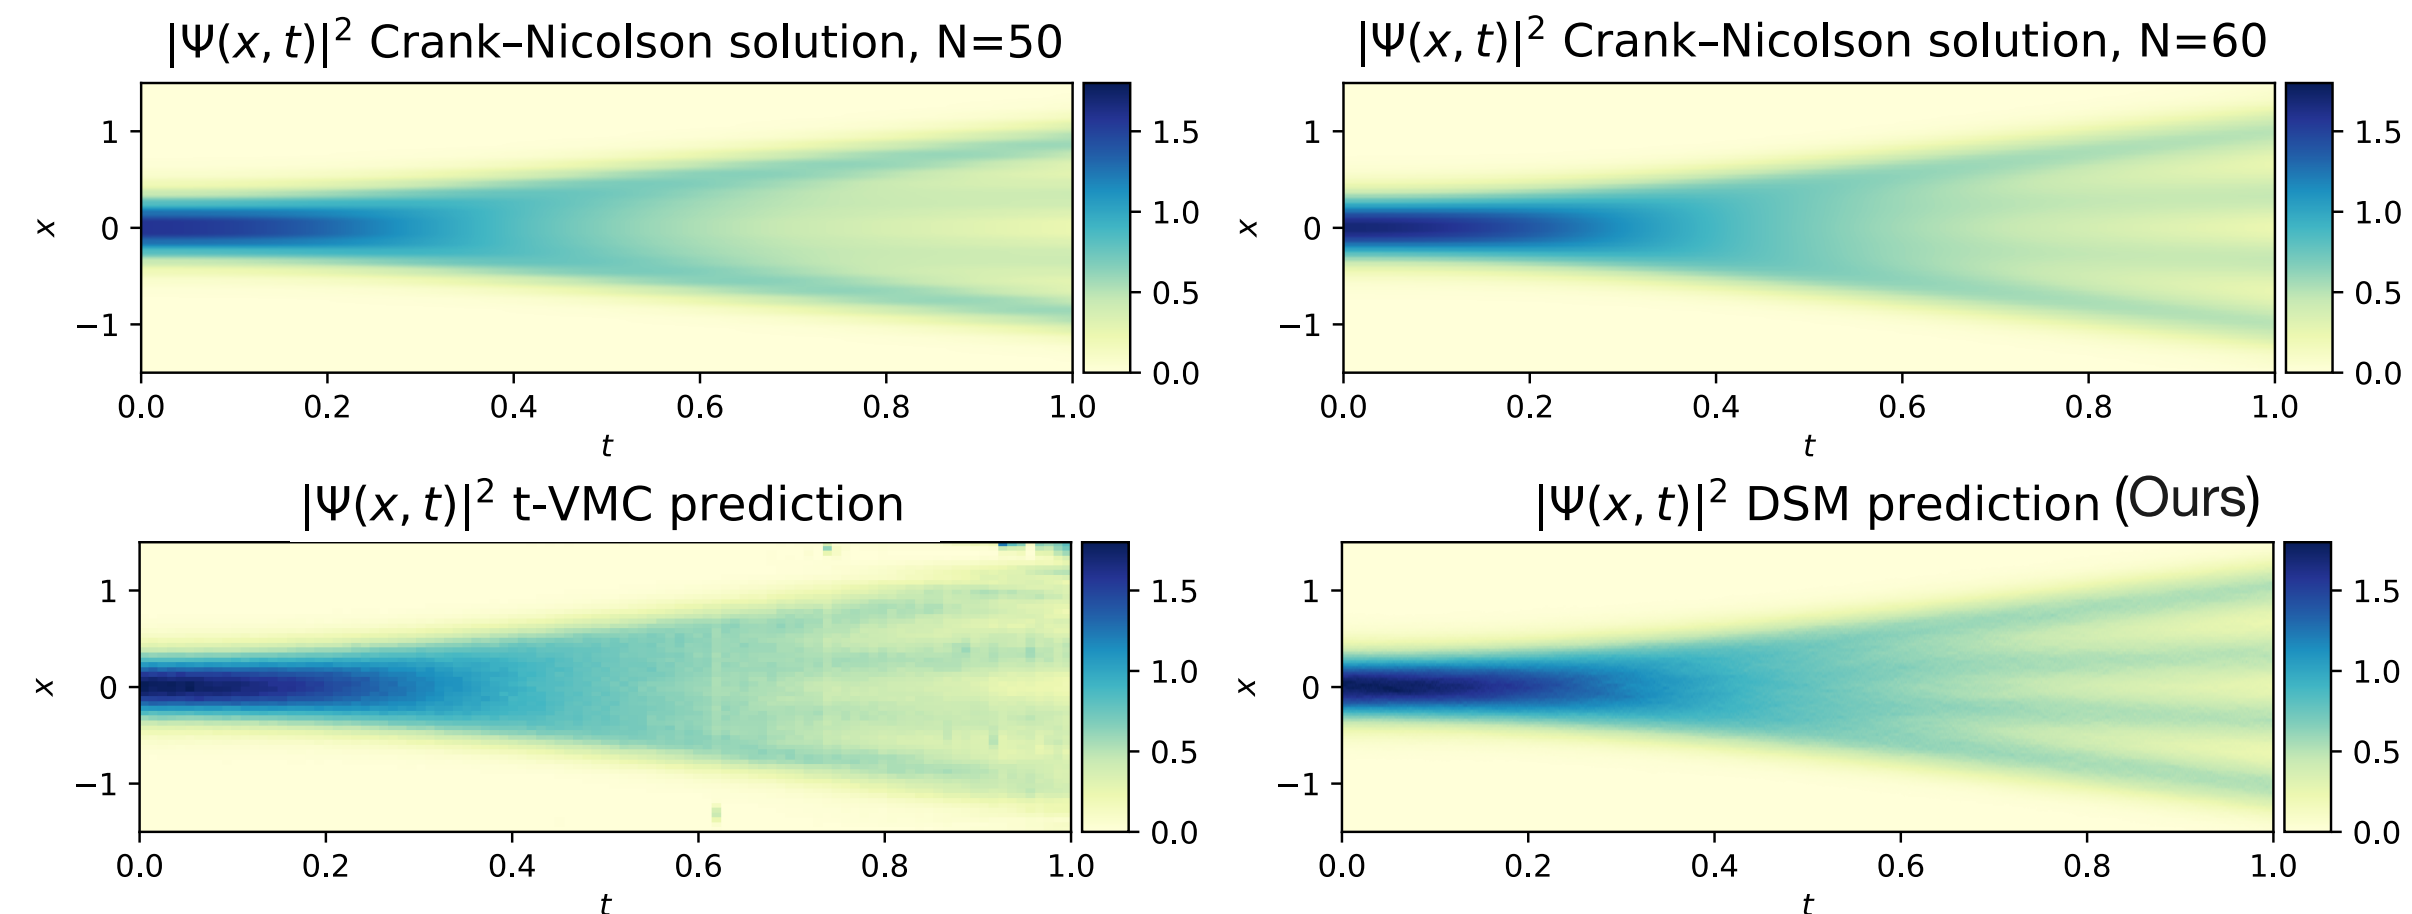 |Ψ(x, t)|² Crank–Nicolson solution, N=50
1
0
−1
x
0.0 0.2 0.4 0.6 0.8 1.0
t
1.5
1.0
0.5
0.0
|Ψ(x, t)|² Crank–Nicolson solution, N=60
1
0
−1
x
0.0 0.2 0.4 0.6 0.8 1.0
t
1.5
1.0
0.5
0.0
|Ψ(x, t)|² t-VMC prediction
1
0
−1
x
0.0 0.2 0.4 0.6 0.8 1.0
t
1.5
1.0
0.5
0.0
|Ψ(x, t)|² DSM prediction (Ours)
1
0
−1
x
0.0 0.2 0.4 0.6 0.8 1.0
t
1.5
1.0
0.5
0.0